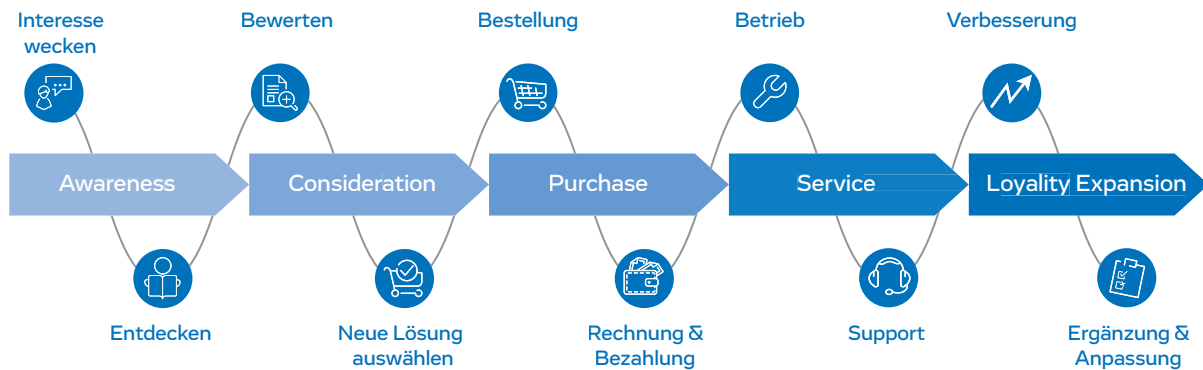 Interesse
wecken
Bewerten
Bestellung
Betrieb
Verbesserung
Awareness
Consideration
Purchase
Service
Loyality Expansion
Entdecken
Neue Lösung
auswählen
Rechnung &
Bezahlung
Support
Ergänzung &
Anpassung